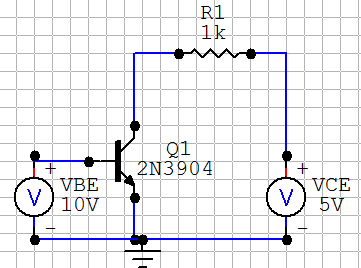 R1
1k
Q1
2N3904
+
VBE
V
10V
-
+
VCE
V
5V
-